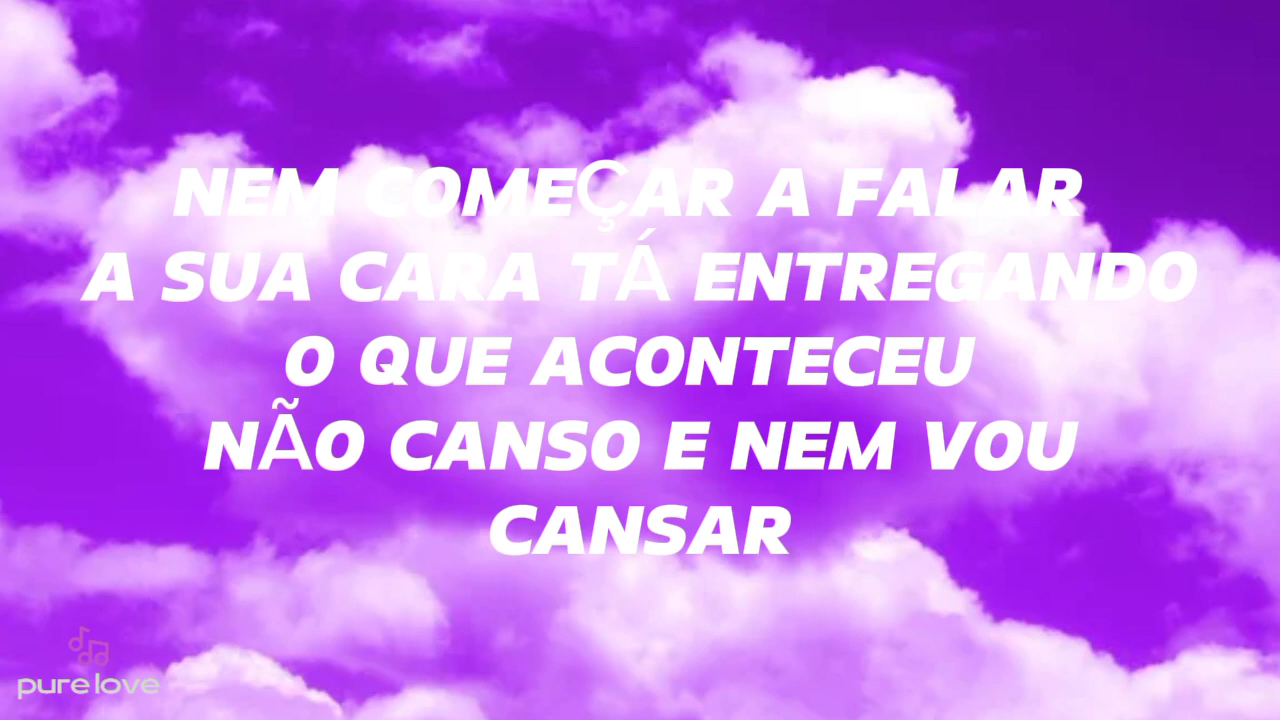 NEM COMEÇAR A FALAR
A SUA CARA TÁ ENTREGANDO
O QUE ACONTECEU
NÃO CANSO E NEM VOU
CANSAR
pure love